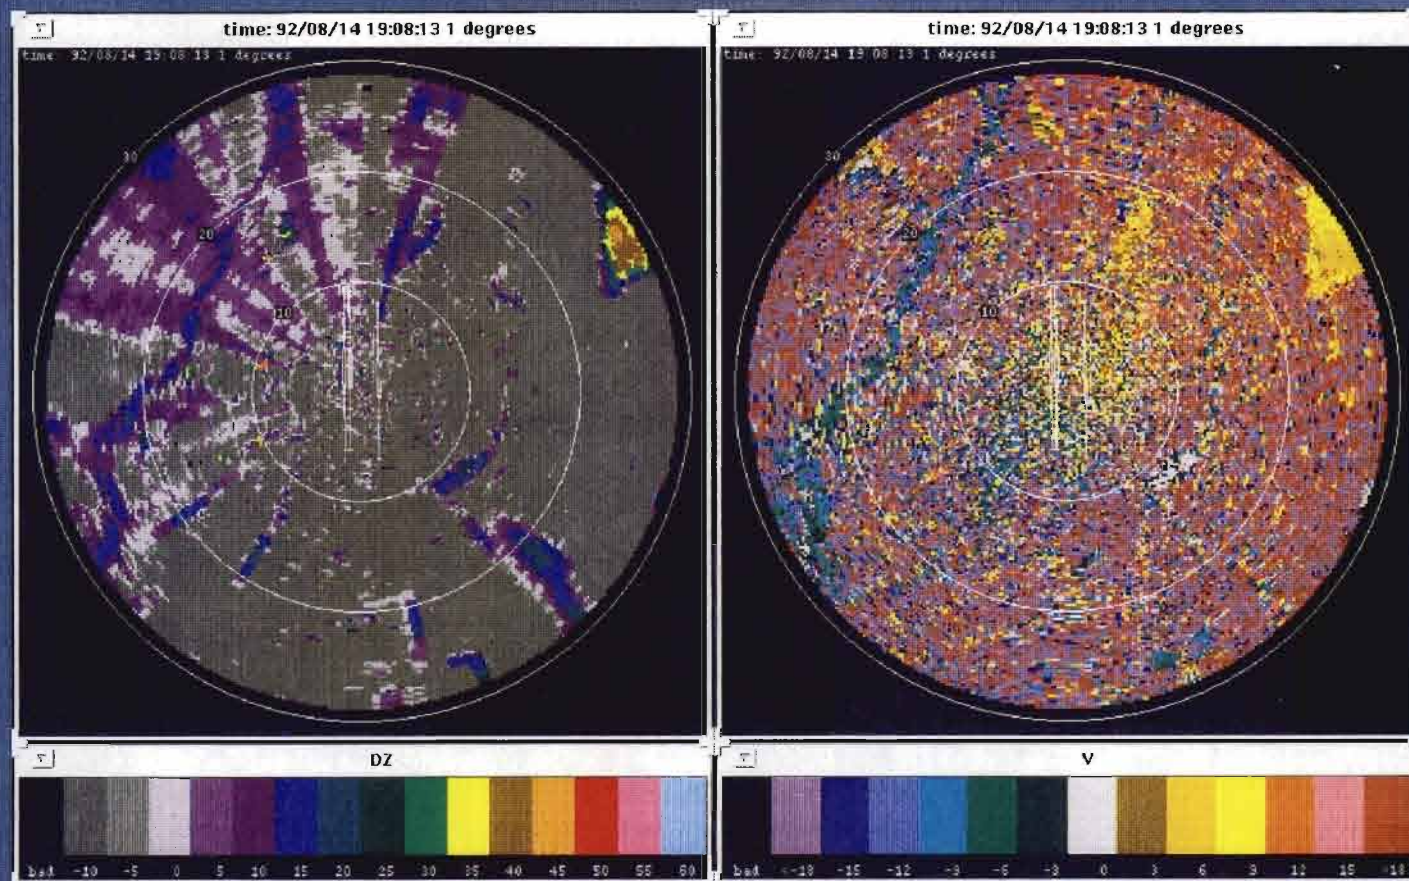 time: 92/08/14 19:08:13 1 degrees
time: 92/08/14 19:08:13 1 degrees
time: 92/08/14 19:08:13 1 degrees
time: 92/08/14 19:08:13 1 degrees
30
20
10
30
20
10
DZ
V
bad -10 -5 0 5 10 15 20 25 30 35 40 45 50 55 60
bad <-18 -15 -12 -9 -6 -3 0 3 6 9 12 15 >18